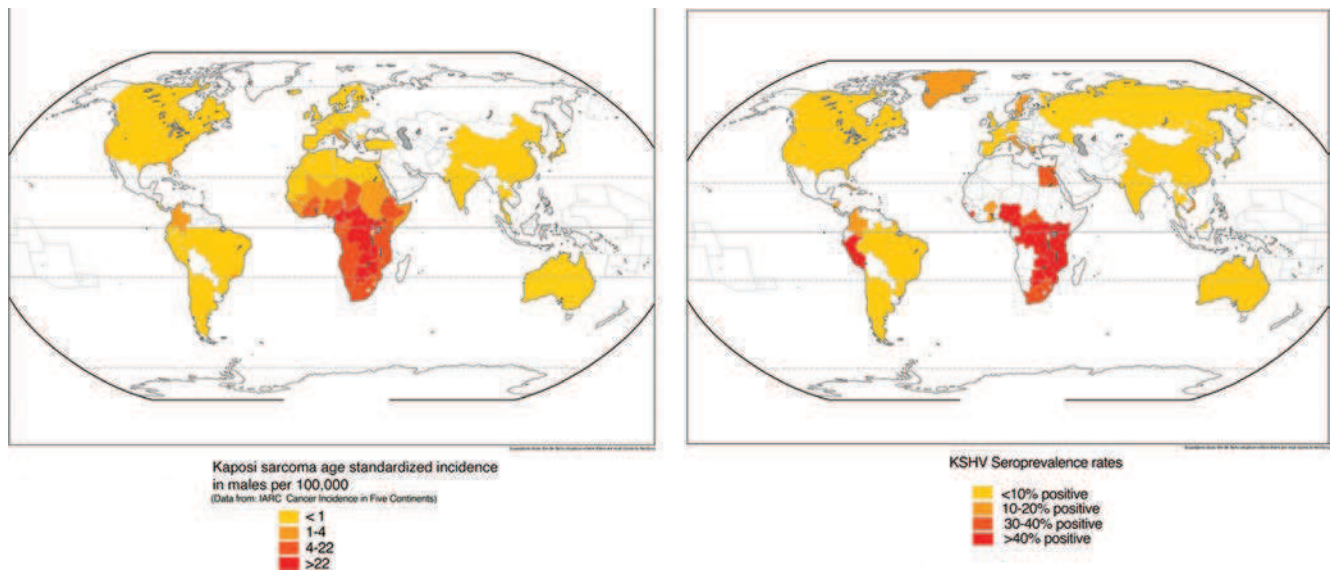 Kaposi sarcoma age standardized incidence
in males per 100,000
(Data from: IARC Cancer Incidence in Five Continents)
< 1
1-4
4-22
>22
KSHV Seroprevalence rates
<10% positive
10-20% positive
30-40% positive
>40% positive